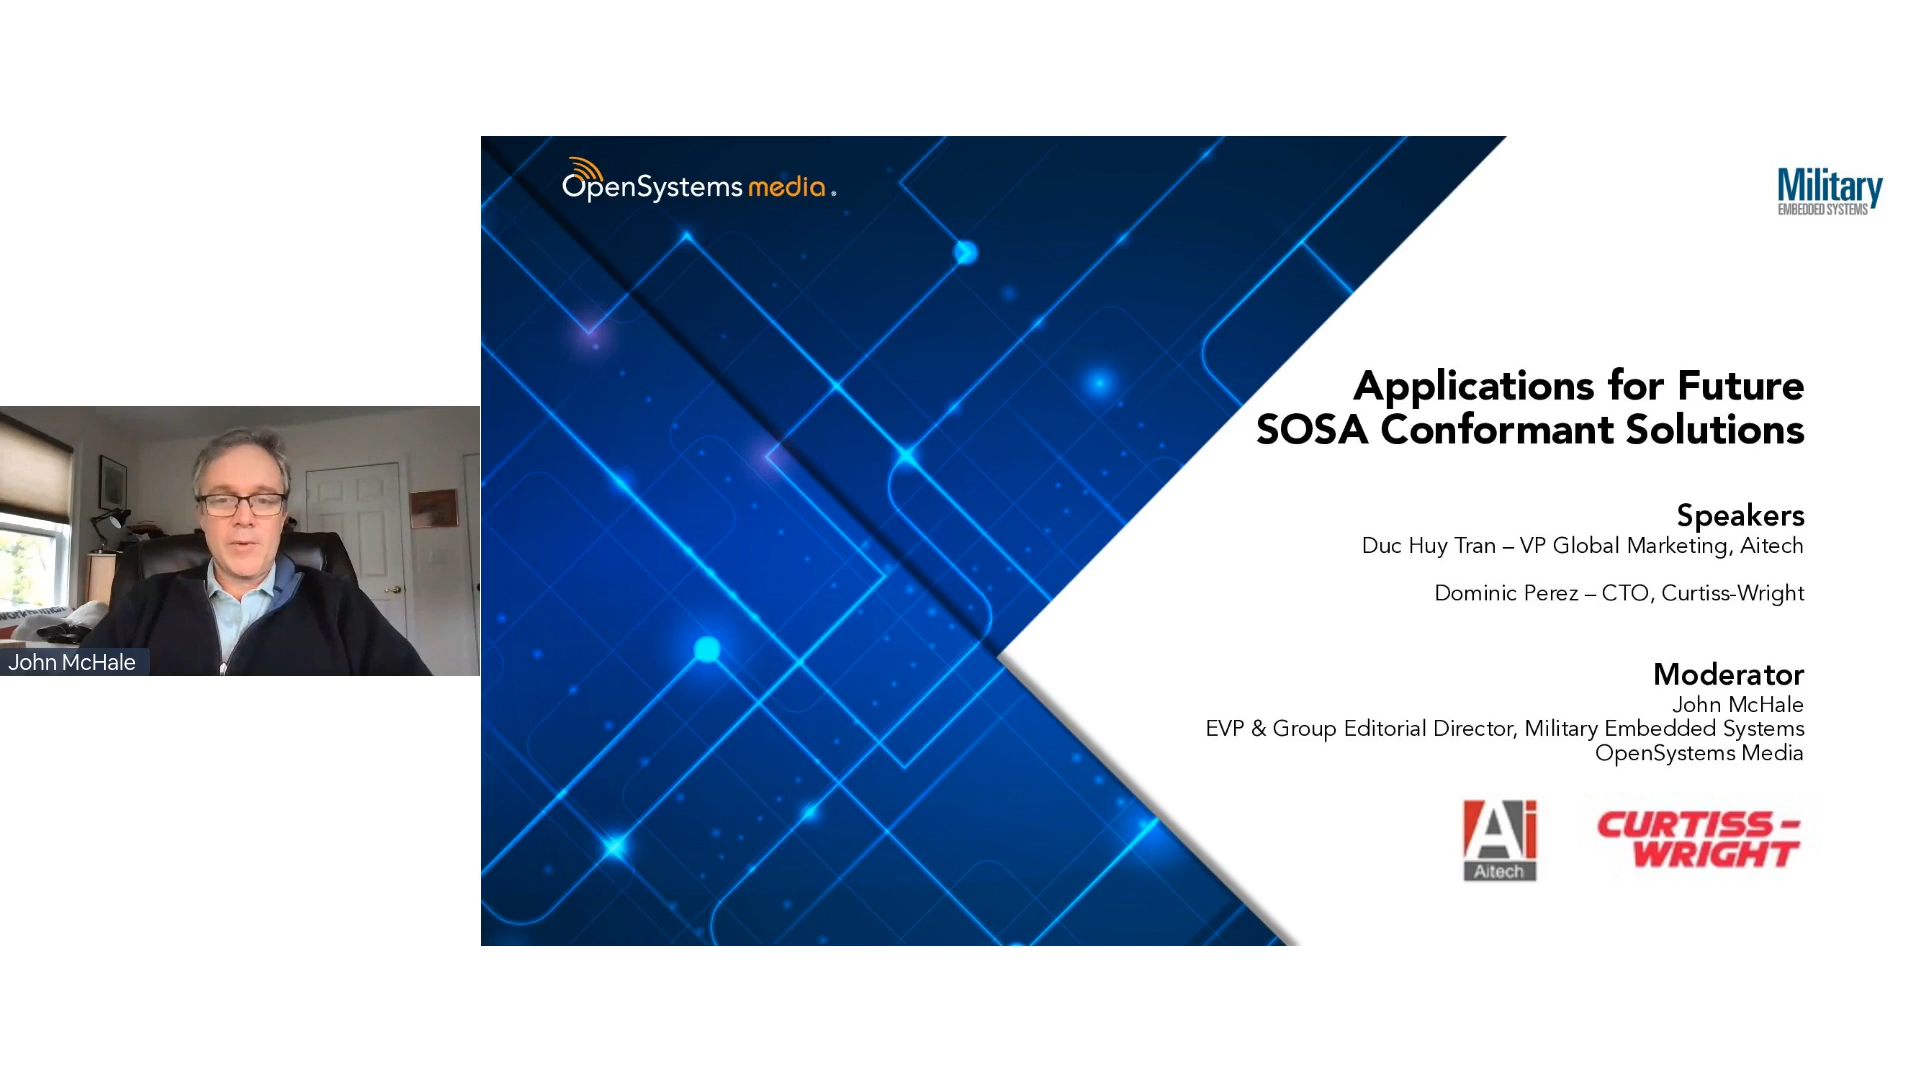 OpenSystems media
Military
EMBEDDED SYSTEMS
Applications for Future
SOSA Conformant Solutions
Speakers
Duc Huy Tran – VP Global Marketing, Aitech
Dominic Perez – CTO, Curtiss-Wright
Moderator
John McHale
EVP & Group Editorial Director, Military Embedded Systems
OpenSystems Media
Ai
Aitech
CURTISS-
WRIGHT
John McHale